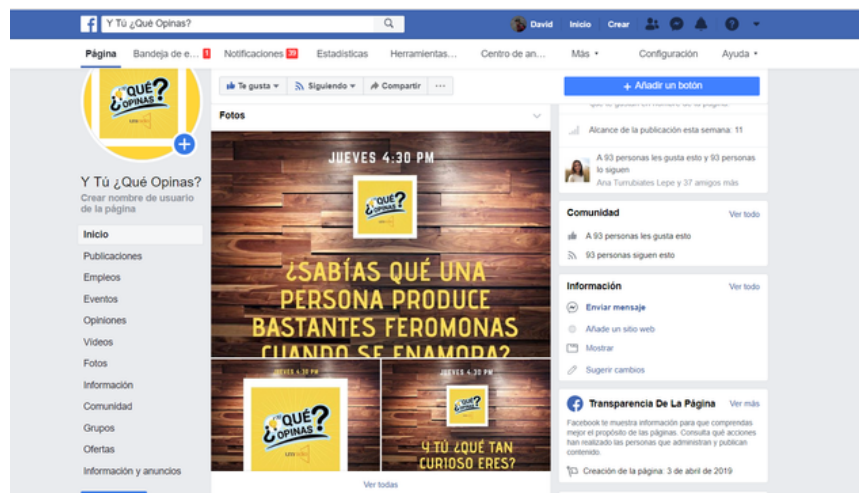 Y Tú ¿Qué Opinas?
David
Inicio
Crear
Página
Bandeja de e... 1
Notificaciones 39
Estadísticas
Herramientas...
Centro de an...
Más
Configuración
Ayuda
¿QUÉ?
OPINAS
Y Tú ¿Qué Opinas?
Crear nombre de usuario
de la página
Inicio
Publicaciones
Empleos
Eventos
Opiniones
Videos
Fotos
Información
Comunidad
Grupos
Ofertas
Información y anuncios
Te gusta
Siguiendo
Compartir
Fotos
JUEVES 4:30 PM
¿QUÉ?
OPINAS
¿SABÍAS QUÉ UNA
PERSONA PRODUCE
BASTANTES FEROMONAS
CUANDO SE ENAMORA?
JUEVES 4:30 PM
¿QUÉ?
OPINAS
JUEVES 4:30 PM
¿QUÉ?
OPINAS
Y TÚ ¿QUÉ TAN
CURIOSO ERES?
Ver todas
+ Añadir un botón
Alcance de la publicación esta semana: 11
A 93 personas les gusta esto y 93 personas
lo siguen
Ana Turrubiates Lepe y 37 amigos
más
Comunidad
Ver todo
A 93 personas les gusta esto
93 personas siguen esto
Información
Ver todo
Enviar mensaje
Añade un sitio web
Mostrar
Sugerir cambios
Transparencia De La Página
Ver más
Facebook te muestra información para que comprendas
mejor el propósito de las páginas. Consulta qué acciones
han realizado las personas que administran y publican
contenido.
Creación de la página: 3 de abril de 2019